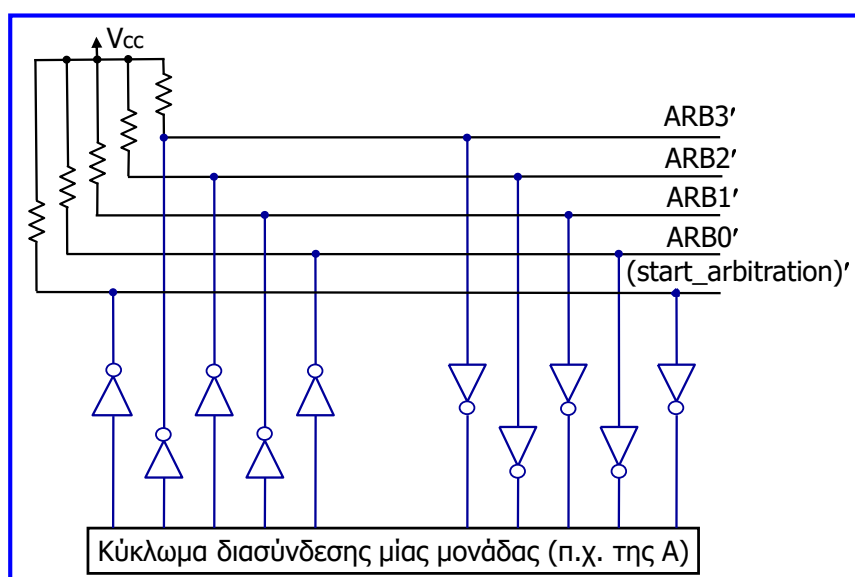 Vcc
ARB3′
ARB2′
ARB1′
ARB0′
(start_arbitration)′
Κύκλωμα διασύνδεσης μίας μονάδας (π.χ. της Α)